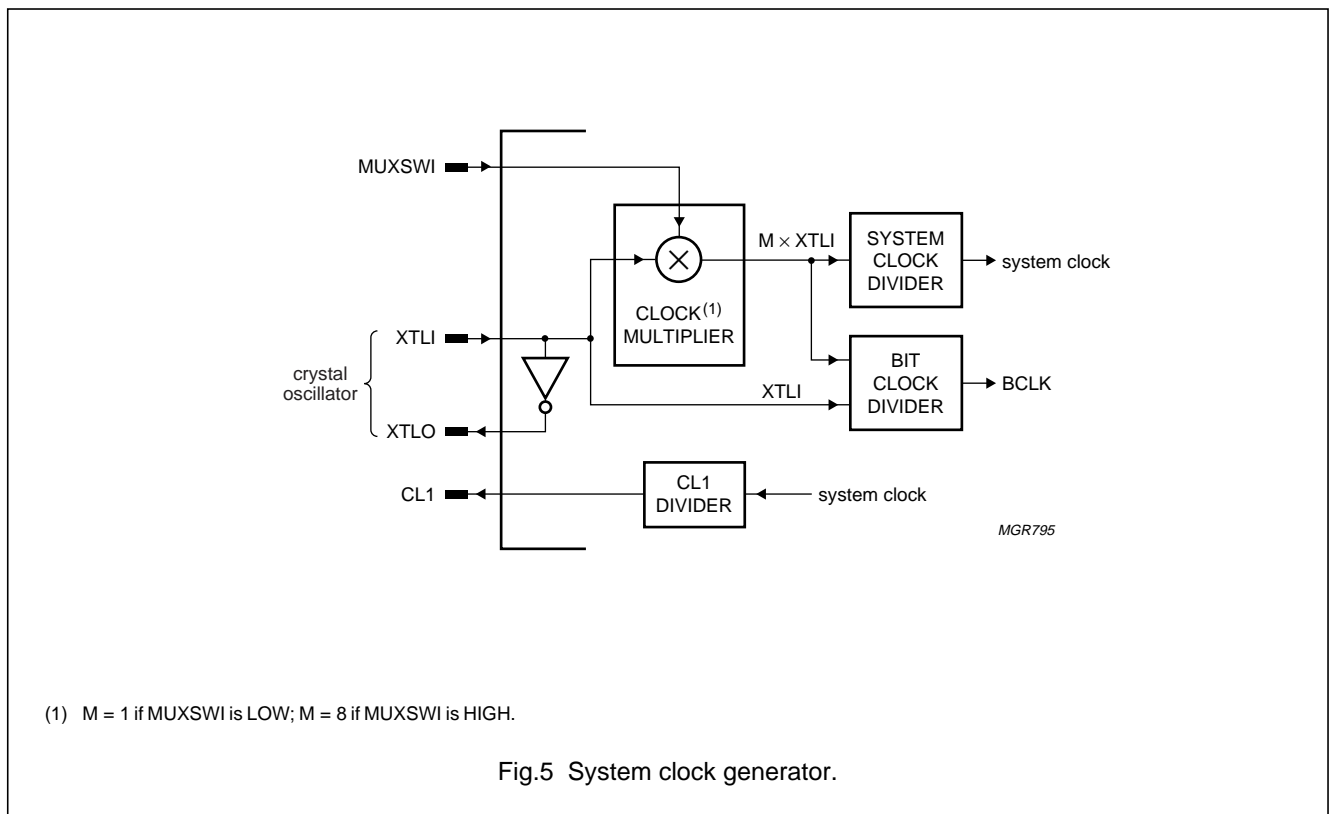 MUXSWI
M × XTLI
SYSTEM
CLOCK
DIVIDER
system clock
CLOCK(1)
MULTIPLIER
XTLI
crystal
oscillator
XTLI
BIT
CLOCK
DIVIDER
BCLK
XTLO
CL1
CL1
DIVIDER
system clock
MGR795
(1) M = 1 if MUXSWI is LOW; M = 8 if MUXSWI is HIGH.
Fig.5 System clock generator.